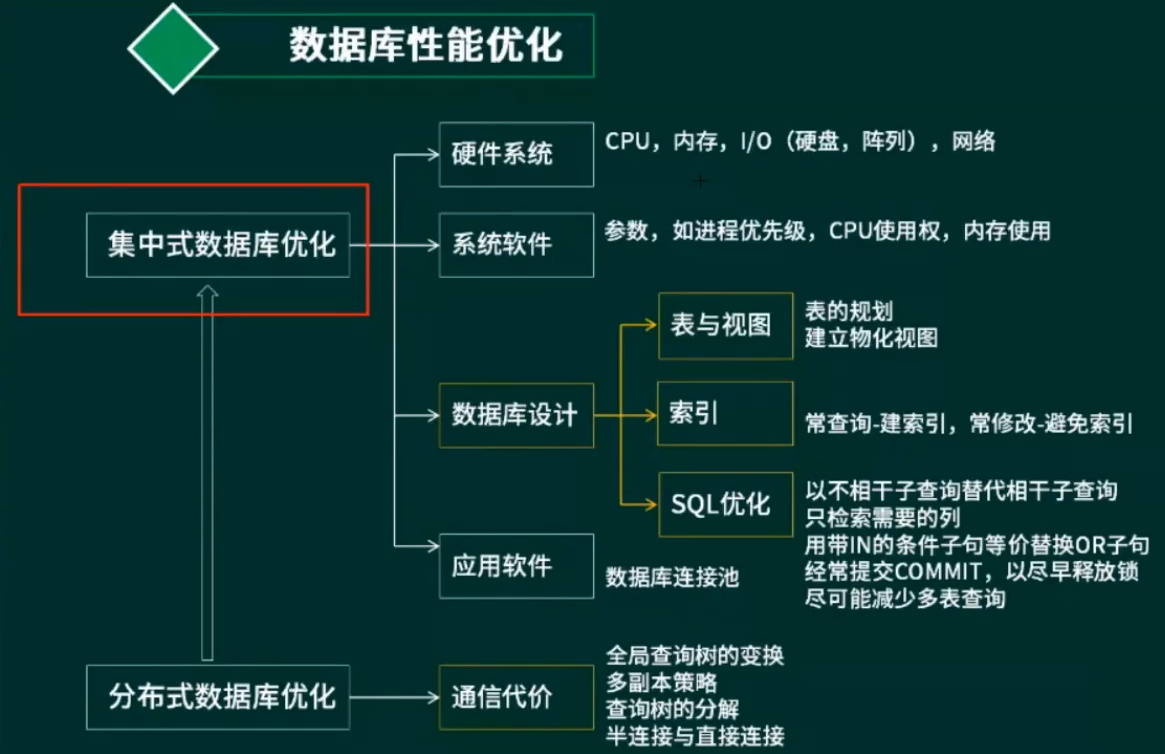 数据库性能优化
硬件系统
CPU，内存，I/O（硬盘，阵列），网络
集中式数据库优化
系统软件
参数，如进程优先级，CPU使用权，内存使用
数据库设计
表与视图
表的规划
建立物化视图
索引
常查询-建索引，常修改-避免索引
SQL优化
以不相干子查询替代相干子查询
只检索需要的列
用带IN的条件子句等价替换OR子句
经常提交COMMIT，以尽早释放锁
尽可能减少多表查询
应用软件
数据库连接池
分布式数据库优化
通信代价
全局查询树的变换
多副本策略
查询树的分解
半连接与直接连接